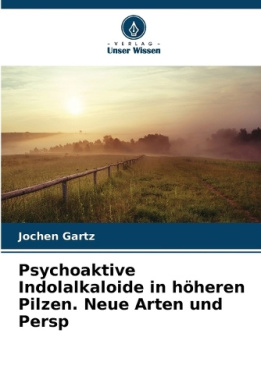 - VERLAG -
Unser Wissen
Jochen Gartz
Psychoaktive
Indolalkaloide in höheren
Pilzen. Neue Arten und
Persp